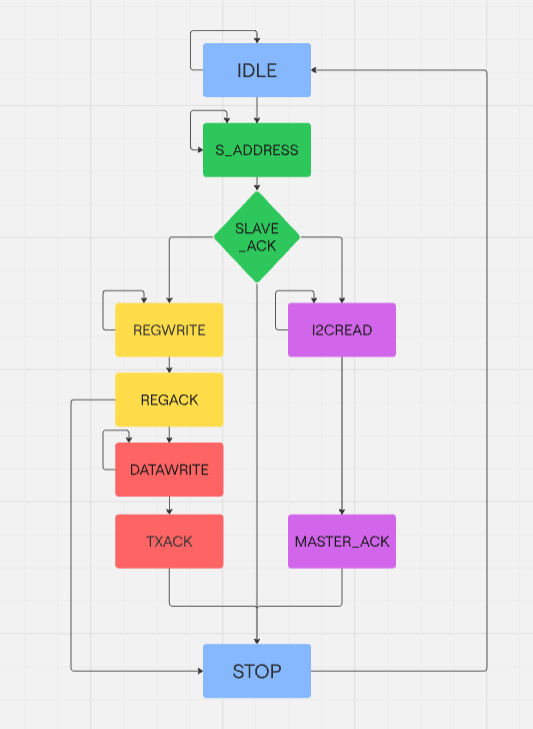 IDLE
S_ADDRESS
SLAVE
_ACK
REGWRITE
I2CREAD
REGACK
DATAWRITE
TXACK
MASTER_ACK
STOP